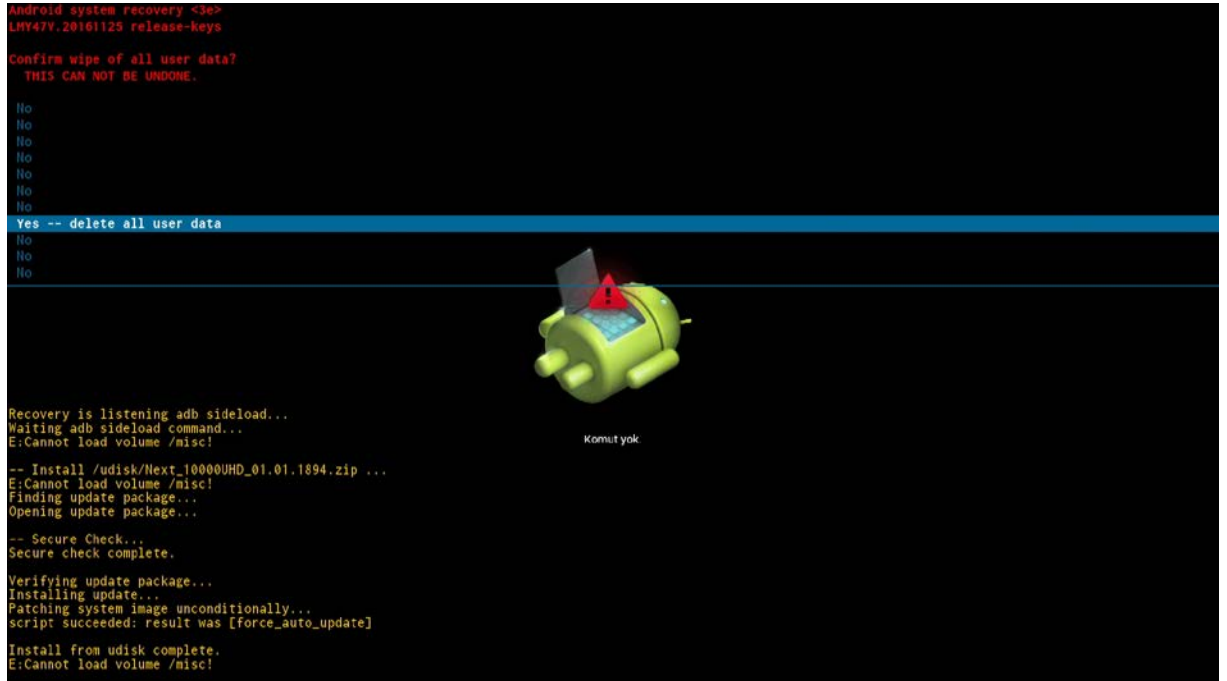 Android system recovery <3e>
LMY47V.20161125 release-keys
Confirm wipe of all user data?
THIS CAN NOT BE UNDONE.
No
No
No
No
No
No
No
Yes -- delete all user data
No
No
No
Komut yok.
Recovery is listening adb sideload...
Waiting adb sideload command...
E:Cannot load volume /misc!
-- Install /udisk/Next_10000UHD_01.01.1894.zip ...
E:Cannot load volume /misc!
Finding update package...
Opening update package...
-- Secure Check...
Secure check complete.
Verifying update package...
Installing update...
Patching system image unconditionally...
script succeeded: result was [force_auto_update]
Install from udisk complete.
E:Cannot load volume /misc!